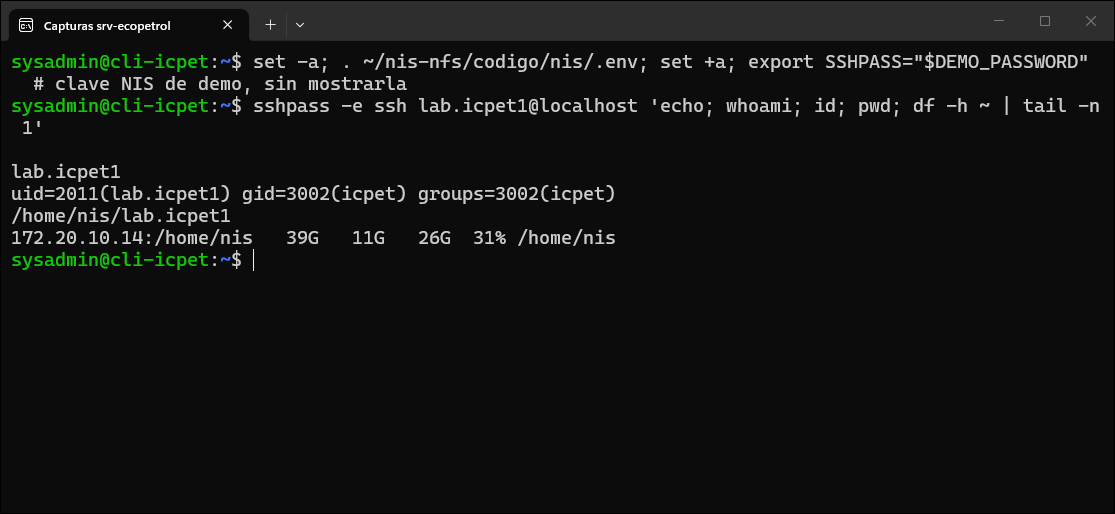 Capturas srv-ecopetrol
sysadmin@cli-icpet:~$ set -a; . ~/nis-nfs/codigo/nis/.env; set +a; export SSHPASS="$DEMO_PASSWORD"
  # clave NIS de demo, sin mostrarla
sysadmin@cli-icpet:~$ sshpass -e ssh lab.icpet1@localhost 'echo; whoami; id; pwd; df -h ~ | tail -n
 1'
lab.icpet1
uid=2011(lab.icpet1) gid=3002(icpet) groups=3002(icpet)
/home/nis/lab.icpet1
172.20.10.14:/home/nis   39G   11G   26G  31% /home/nis
sysadmin@cli-icpet:~$